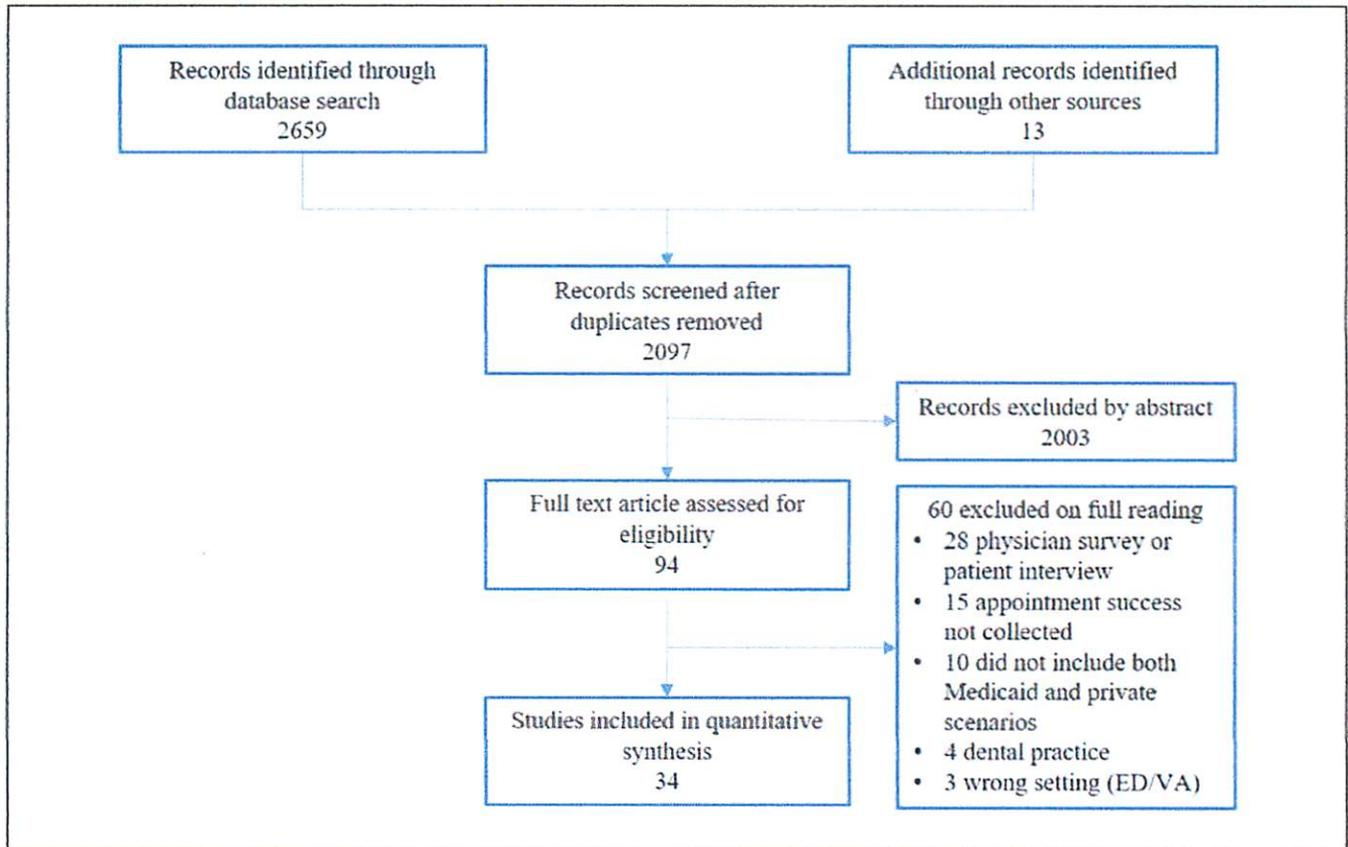 Records identified through
database search
2659
Additional records identified
through other sources
13
Records screened after
duplicates removed
2097
Records excluded by abstract
2003
Full text article assessed for
eligibility
94
60 excluded on full reading
• 28 physician survey or
patient interview
• 15 appointment success
not collected
• 10 did not include both
Medicaid and private
scenarios
• 4 dental practice
• 3 wrong setting (ED/VA)
Studies included in quantitative
synthesis
34